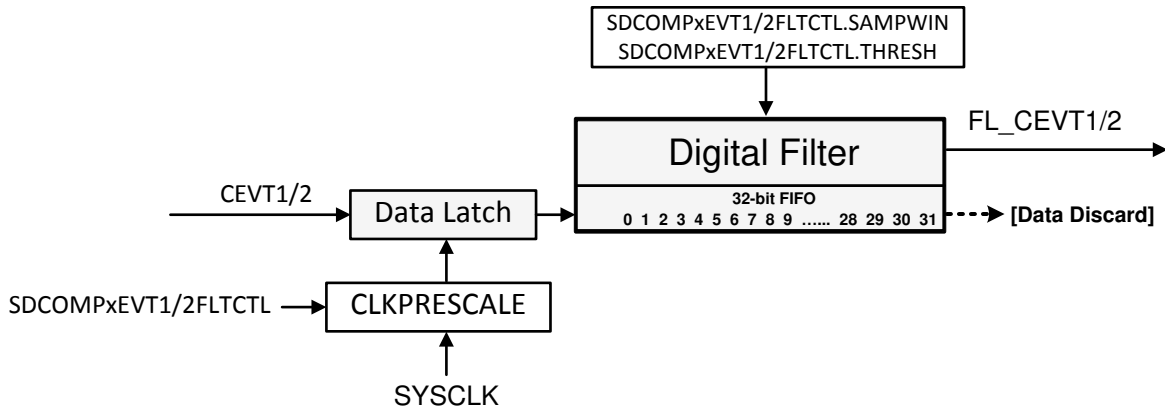 SDCOMPxEVT1/2FLTCTL.SAMPWIN
SDCOMPxEVT1/2FLTCTL.THRESH
FL_CEVT1/2
Digital Filter
32-bit FIFO
0 1 2 3 4 5 6 7 8 9 …... 28 29 30 31
[Data Discard]
CEVT1/2
Data Latch
SDCOMPxEVT1/2FLTCTL
CLKPRESCALE
SYSCLK